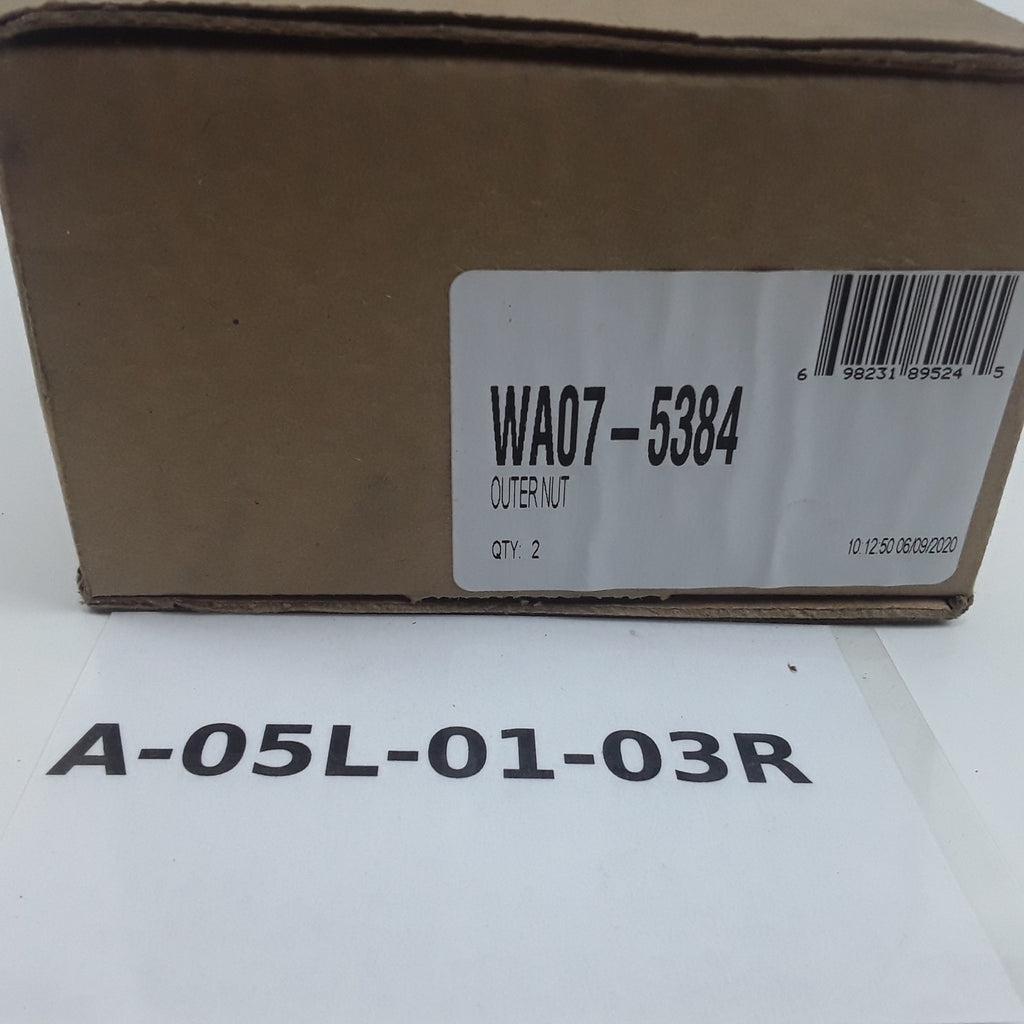 6 98231 89524 5
WA07-5384
OUTER NUT
QTY: 2
10:12:50 06/09/2020
A-05L-01-03R